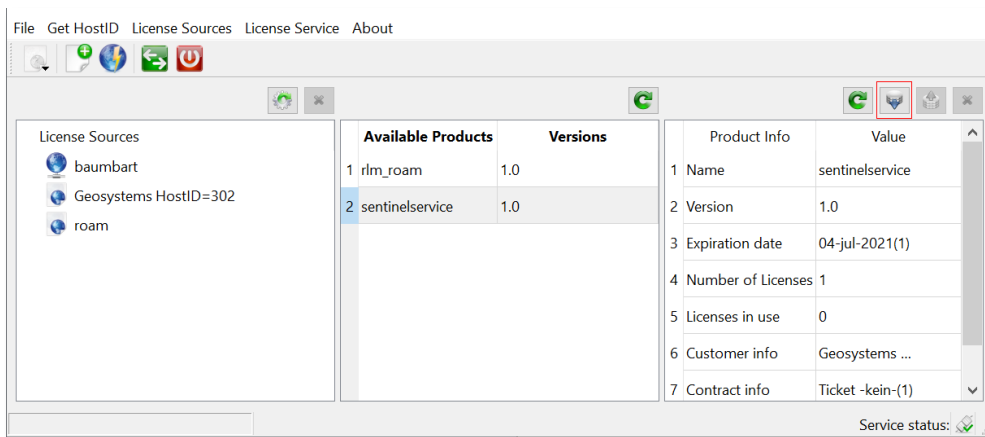 File Get HostID License Sources License Service About
License Sources
baumbart
Geosystems HostID=302
roam
Available Products Versions
1 rlm_roam 1.0
2 sentinelservice 1.0
Product Info Value
1 Name sentinelservice
2 Version 1.0
3 Expiration date 04-jul-2021(1)
4 Number of Licenses 1
5 Licenses in use 0
6 Customer info Geosystems ...
7 Contract info Ticket -kein-(1)
Service status: